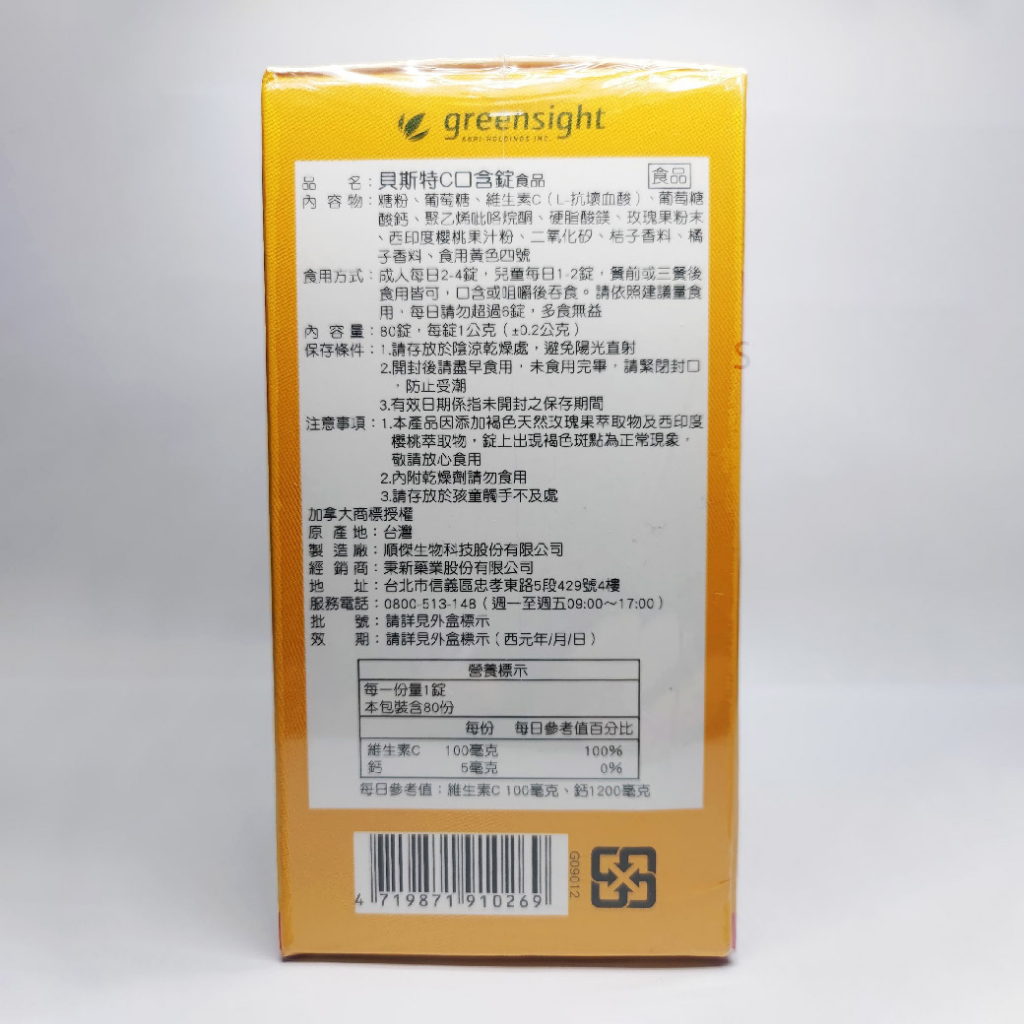 greensight
AKPI-HOLDINGS INC.
食品
品 名：貝斯特C口含錠食品
內 容 物：糖粉、葡萄糖、維生素C（L-抗壞血酸）、葡萄糖
酸鈣、聚乙烯吡咯烷酮、硬脂酸鎂、玫瑰果粉末
、西印度櫻桃果汁粉、二氧化矽、桔子香料、橘
子香料、食用黃色四號
食用方式：成人每日2-4錠，兒童每日1-2錠，餐前或三餐後
食用皆可，口含或咀嚼後吞食。請依照建議量食
用，每日請勿超過6錠，多食無益
內 容 量：80錠，每錠1公克（±0.2公克）
保存條件：1.請存放於陰涼乾燥處，避免陽光直射
2.開封後請盡早食用，未食用完畢，請緊閉封口
，防止受潮
3.有效日期係指未開封之保存期間
注意事項：1.本產品因添加褐色天然玫瑰果萃取物及西印度
櫻桃萃取物，錠上出現褐色斑點為正常現象，
敬請放心食用
2.內附乾燥劑請勿食用
3.請存放於孩童觸手不及處
加拿大商標授權
原 產 地：台灣
製 造 廠：順傑生物科技股份有限公司
經 銷 商：秉新藥業股份有限公司
地 址：台北市信義區忠孝東路5段429號4樓
服務電話：0800-513-148（週一至週五09:00～17:00）
批 號：請詳見外盒標示
效 期：請詳見外盒標示（西元年/月/日）
營養標示
每一份量1錠
本包裝含80份
每份 每日參考值百分比
維生素C 100毫克 100%
鈣 5毫克 0%
每日參考值：維生素C 100毫克、鈣1200毫克
4 719871 910269
G09012
S